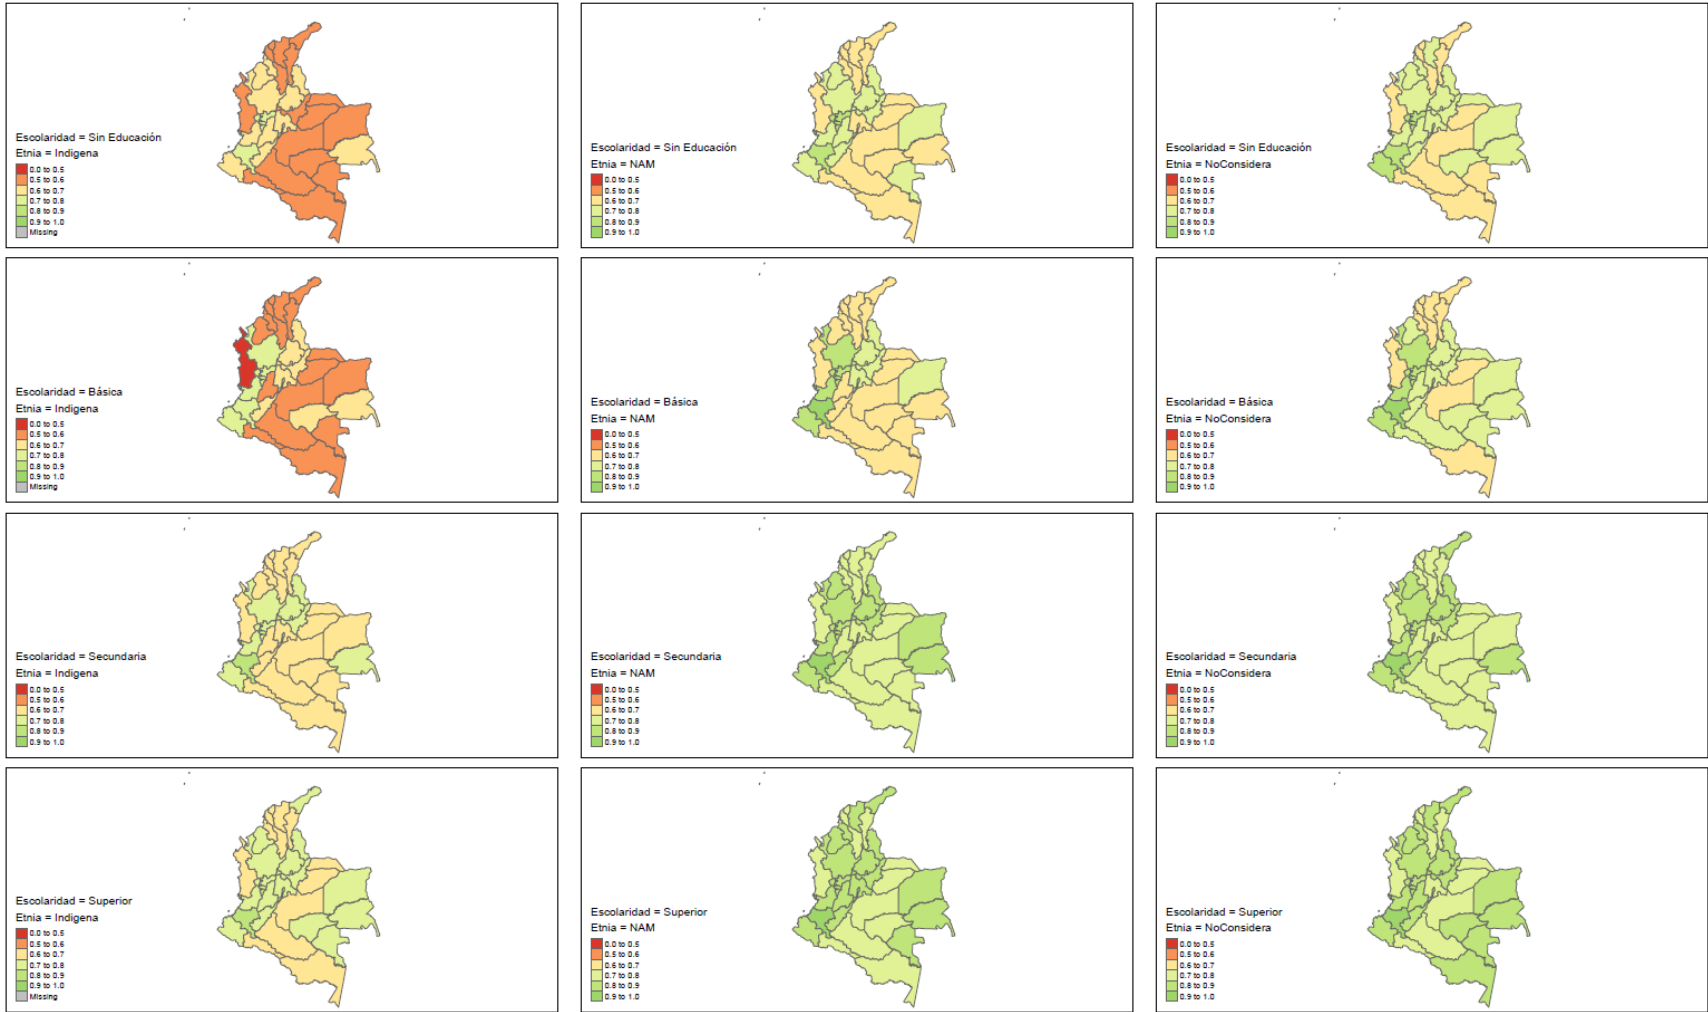 Escolaridad = Sin Educación
Etnia = Indigena
0.0 to 0.5
0.5 to 0.6
0.6 to 0.7
0.7 to 0.8
0.8 to 0.9
0.9 to 1.0
Missing
Escolaridad = Sin Educación
Etnia = NAM
0.0 to 0.5
0.5 to 0.6
0.6 to 0.7
0.7 to 0.8
0.8 to 0.9
0.9 to 1.0
Escolaridad = Sin Educación
Etnia = NoConsidera
0.0 to 0.5
0.5 to 0.6
0.6 to 0.7
0.7 to 0.8
0.8 to 0.9
0.9 to 1.0
Escolaridad = Básica
Etnia = Indigena
0.0 to 0.5
0.5 to 0.6
0.6 to 0.7
0.7 to 0.8
0.8 to 0.9
0.9 to 1.0
Missing
Escolaridad = Básica
Etnia = NAM
0.0 to 0.5
0.5 to 0.6
0.6 to 0.7
0.7 to 0.8
0.8 to 0.9
0.9 to 1.0
Escolaridad = Básica
Etnia = NoConsidera
0.0 to 0.5
0.5 to 0.6
0.6 to 0.7
0.7 to 0.8
0.8 to 0.9
0.9 to 1.0
Escolaridad = Secundaria
Etnia = Indigena
0.0 to 0.5
0.5 to 0.6
0.6 to 0.7
0.7 to 0.8
0.8 to 0.9
0.9 to 1.0
Escolaridad = Secundaria
Etnia = NAM
0.0 to 0.5
0.5 to 0.6
0.6 to 0.7
0.7 to 0.8
0.8 to 0.9
0.9 to 1.0
Escolaridad = Secundaria
Etnia = NoConsidera
0.0 to 0.5
0.5 to 0.6
0.6 to 0.7
0.7 to 0.8
0.8 to 0.9
0.9 to 1.0
Escolaridad = Superior
Etnia = Indigena
0.0 to 0.5
0.5 to 0.6
0.6 to 0.7
0.7 to 0.8
0.8 to 0.9
0.9 to 1.0
Missing
Escolaridad = Superior
Etnia = NAM
0.0 to 0.5
0.5 to 0.6
0.6 to 0.7
0.7 to 0.8
0.8 to 0.9
0.9 to 1.0
Escolaridad = Superior
Etnia = NoConsidera
0.0 to 0.5
0.5 to 0.6
0.6 to 0.7
0.7 to 0.8
0.8 to 0.9
0.9 to 1.0